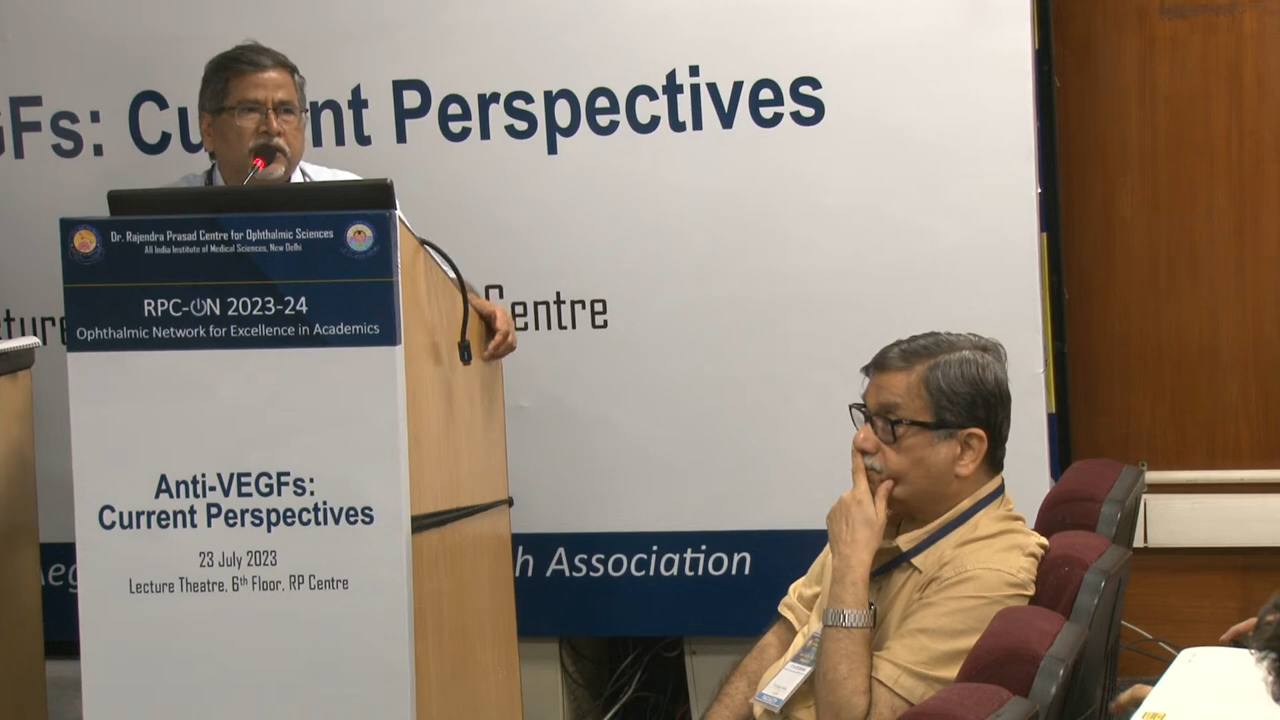 GFs: Cu nt Perspectives
Dr. Rajendra Prasad Centre for Ophthalmic Sciences
All India Institute of Medical Sciences, New Delhi
RPC-ON 2023-24
Ophthalmic Network for Excellence in Academics
cture Centre
Anti-VEGFs:
Current Perspectives
23 July 2023
Lecture Theatre, 6th Floor, RP Centre
Aeg h Association